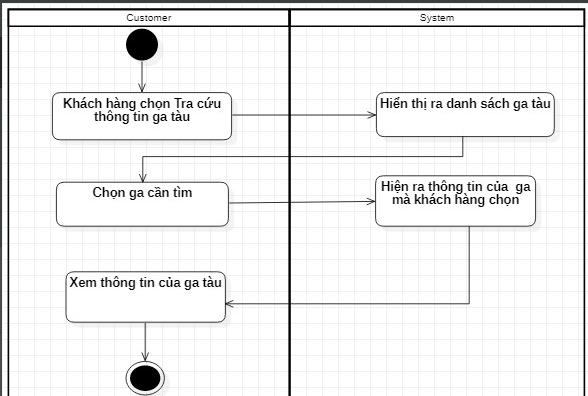 Customer
System
Khách hàng chọn Tra cứu
thông tin ga tàu
Hiển thị ra danh sách ga tàu
Chọn ga cần tìm
Hiện ra thông tin của ga
mà khách hàng chọn
Xem thông tin của ga tàu